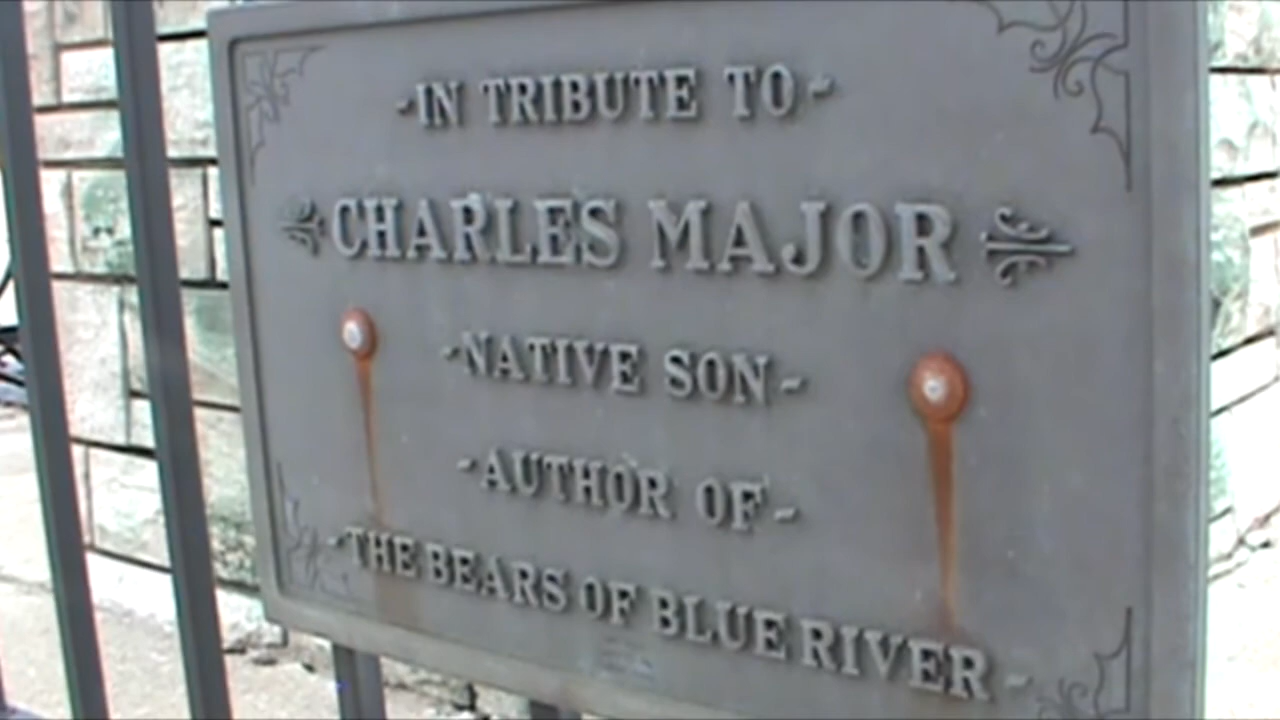 -IN TRIBUTE TO-
CHARLES MAJOR
-NATIVE SON-
-AUTHOR OF-
-THE BEARS OF BLUE RIVER-